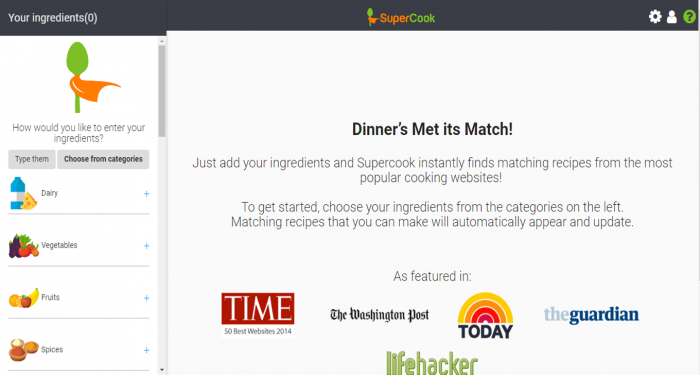 Your ingredients(0)
SuperCook
How would you like to enter your
ingredients?
Type them
Choose from categories
Dairy
+
Vegetables
+
Fruits
+
Spices
+
Dinner’s Met its Match!
Just add your ingredients and Supercook instantly finds matching recipes from the most
popular cooking websites!
To get started, choose your ingredients from the categories on the left.
Matching recipes that you can make will automatically appear and update.
As featured in:
TIME
50 Best Websites 2014
The Washington Post
TODAY
theguardian
lifehacker